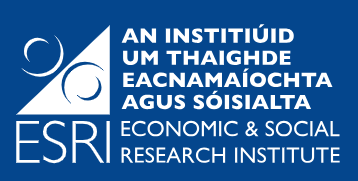 AN INSTITIÚID
UM THAIGHDE
EACNAMAÍOCHTA
AGUS SÓISIALTA
ESRI
ECONOMIC & SOCIAL
RESEARCH INSTITUTE